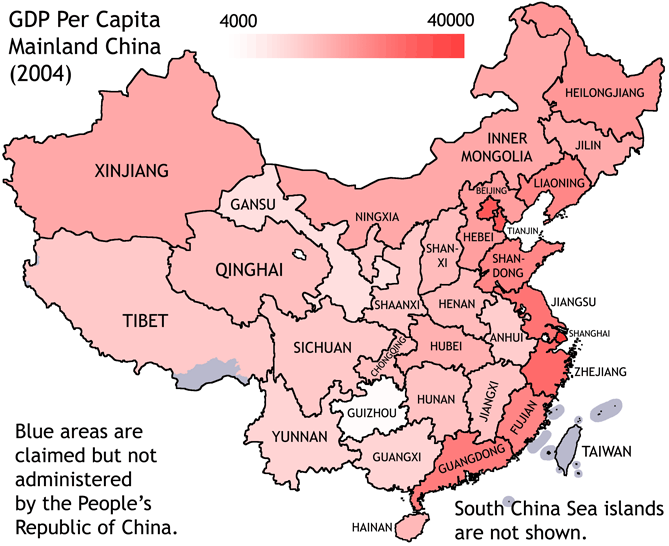 GDP Per Capita
Mainland China
(2004)
4000
40000
HEILONGJIANG
JILIN
INNER
MONGOLIA
XINJIANG
LIAONING
BEIJING
GANSU
NINGXIA
TIANJIN
HEBEI
SHAN-
XI
SHAN-
DONG
QINGHAI
SHAANXI
HENAN
JIANGSU
TIBET
SHANGHAI
ANHUI
SICHUAN
CHONGQING
HUBEI
ZHEJIANG
HUNAN
JIANGXI
GUIZHOU
FUJIAN
YUNNAN
GUANGXI
GUANGDONG
TAIWAN
HAINAN
Blue areas are
claimed but not
administered
by the People's
Republic of China.
South China Sea islands
are not shown.